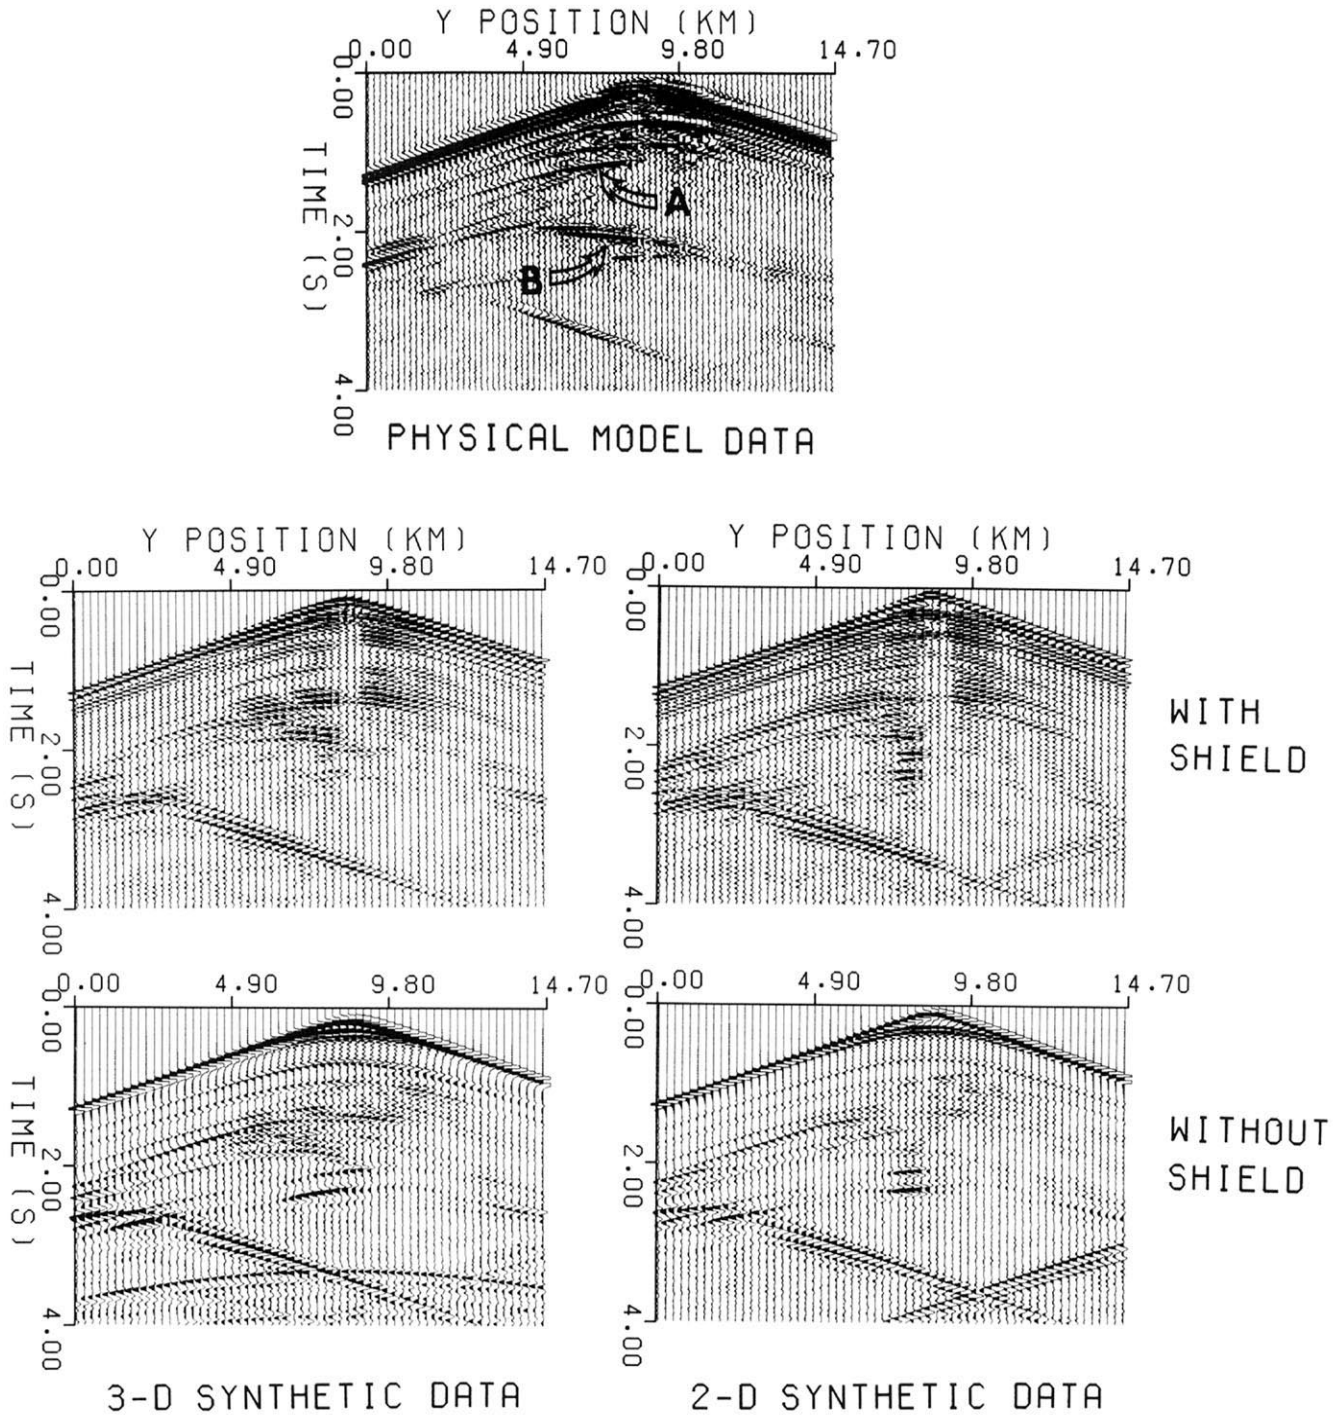 Y POSITION (KM)
0.00 4.90 9.80 14.70
TIME (S)
0.00
2.00
4.00
A
B
PHYSICAL MODEL DATA
Y POSITION (KM)
0.00 4.90 9.80 14.70
TIME (S)
0.00
2.00
4.00
Y POSITION (KM)
0.00 4.90 9.80 14.70
0.00
2.00
4.00
WITH
SHIELD
0.00 4.90 9.80 14.70
TIME (S)
0.00
2.00
4.00
0.00 4.90 9.80 14.70
0.00
2.00
4.00
WITHOUT
SHIELD
3-D SYNTHETIC DATA
2-D SYNTHETIC DATA